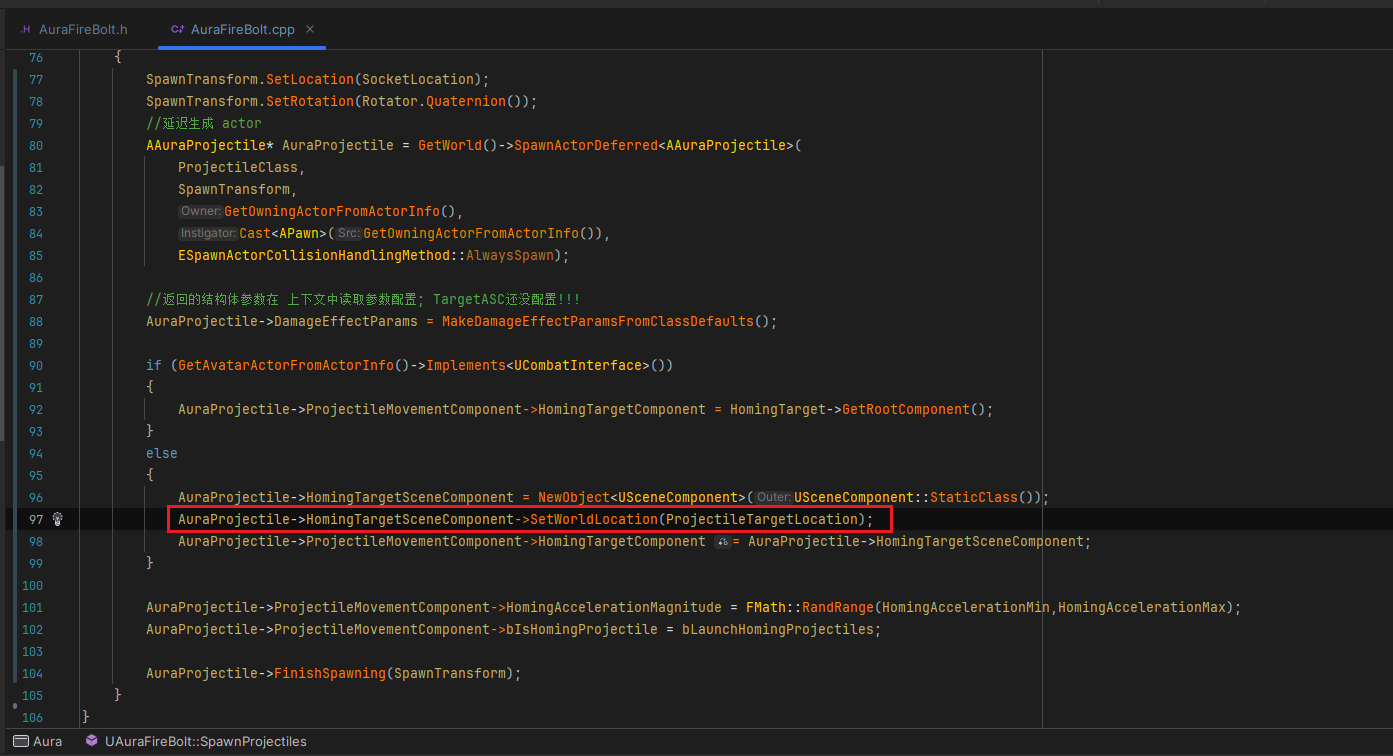 AuraFireBolt.h
AuraFireBolt.cpp
76 {
77 SpawnTransform.SetLocation(SocketLocation);
78 SpawnTransform.SetRotation(Rotator.Quaternion());
79 //延迟生成 actor
80 AAuraProjectile* AuraProjectile = GetWorld()->SpawnActorDeferred<AAuraProjectile>(
81 ProjectileClass,
82 SpawnTransform,
83 Owner: GetOwningActorFromActorInfo(),
84 Instigator: Cast<APawn>( Src: GetOwningActorFromActorInfo()),
85 ESpawnActorCollisionHandlingMethod::AlwaysSpawn);
86
87 //返回的结构体参数在 上下文中读取参数配置; TargetASC还没配置!!!
88 AuraProjectile->DamageEffectParams = MakeDamageEffectParamsFromClassDefaults();
89
90 if (GetAvatarActorFromActorInfo()->Implements<UCombatInterface>())
91 {
92 AuraProjectile->ProjectileMovementComponent->HomingTargetComponent = HomingTarget->GetRootComponent();
93 }
94 else
95 {
96 AuraProjectile->HomingTargetSceneComponent = NewObject<USceneComponent>( Outer: USceneComponent::StaticClass());
97 AuraProjectile->HomingTargetSceneComponent->SetWorldLocation(ProjectileTargetLocation);
98 AuraProjectile->ProjectileMovementComponent->HomingTargetComponent = AuraProjectile->HomingTargetSceneComponent;
99 }
100
101 AuraProjectile->ProjectileMovementComponent->HomingAccelerationMagnitude = FMath::RandRange(HomingAccelerationMin,HomingAccelerationMax);
102 AuraProjectile->ProjectileMovementComponent->bIsHomingProjectile = bLaunchHomingProjectiles;
103
104 AuraProjectile->FinishSpawning(SpawnTransform);
105 }
106 }
Aura UAuraFireBolt::SpawnProjectiles